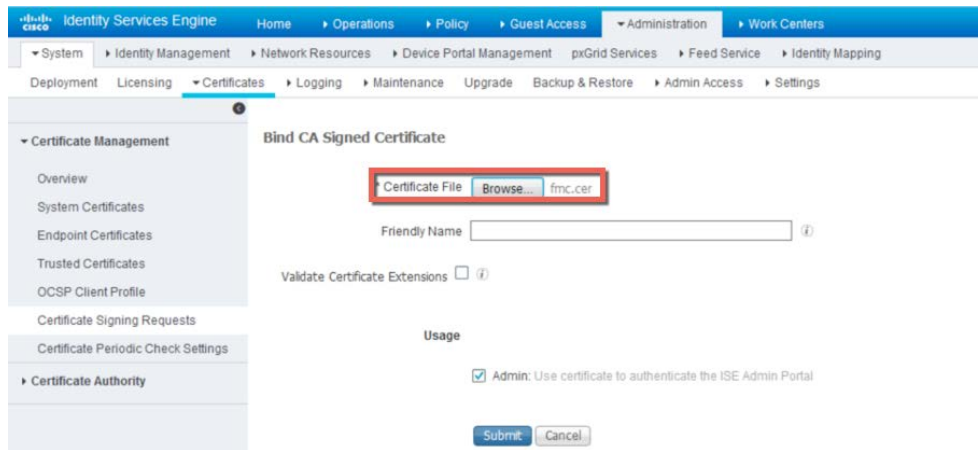 CISCO Identity Services Engine Home Operations Policy Guest Access Administration Work Centers
System Identity Management Network Resources Device Portal Management pxGrid Services Feed Service Identity Mapping
Deployment Licensing Certificates Logging Maintenance Upgrade Backup & Restore Admin Access Settings
Certificate Management
Overview
System Certificates
Endpoint Certificates
Trusted Certificates
OCSP Client Profile
Certificate Signing Requests
Certificate Periodic Check Settings
Certificate Authority
Bind CA Signed Certificate
* Certificate File Browse... fmc.cer
Friendly Name
Validate Certificate Extensions
Usage
Admin: Use certificate to authenticate the ISE Admin Portal
Submit Cancel